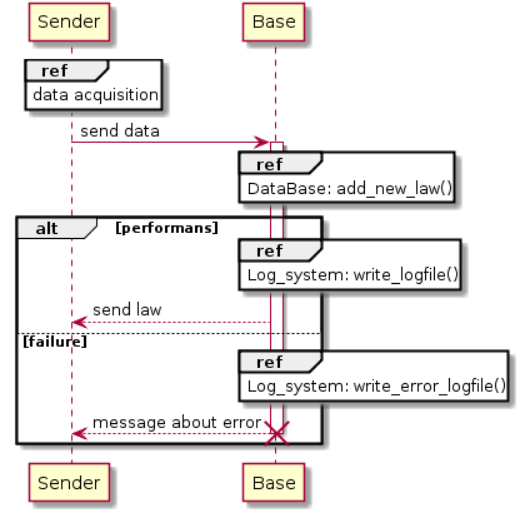 Sender
Base
ref
data acquisition
send data
ref
DataBase: add_new_law()
alt [performans]
ref
Log_system: write_logfile()
send law
[failure]
ref
Log_system: write_error_logfile()
message about error
Sender
Base